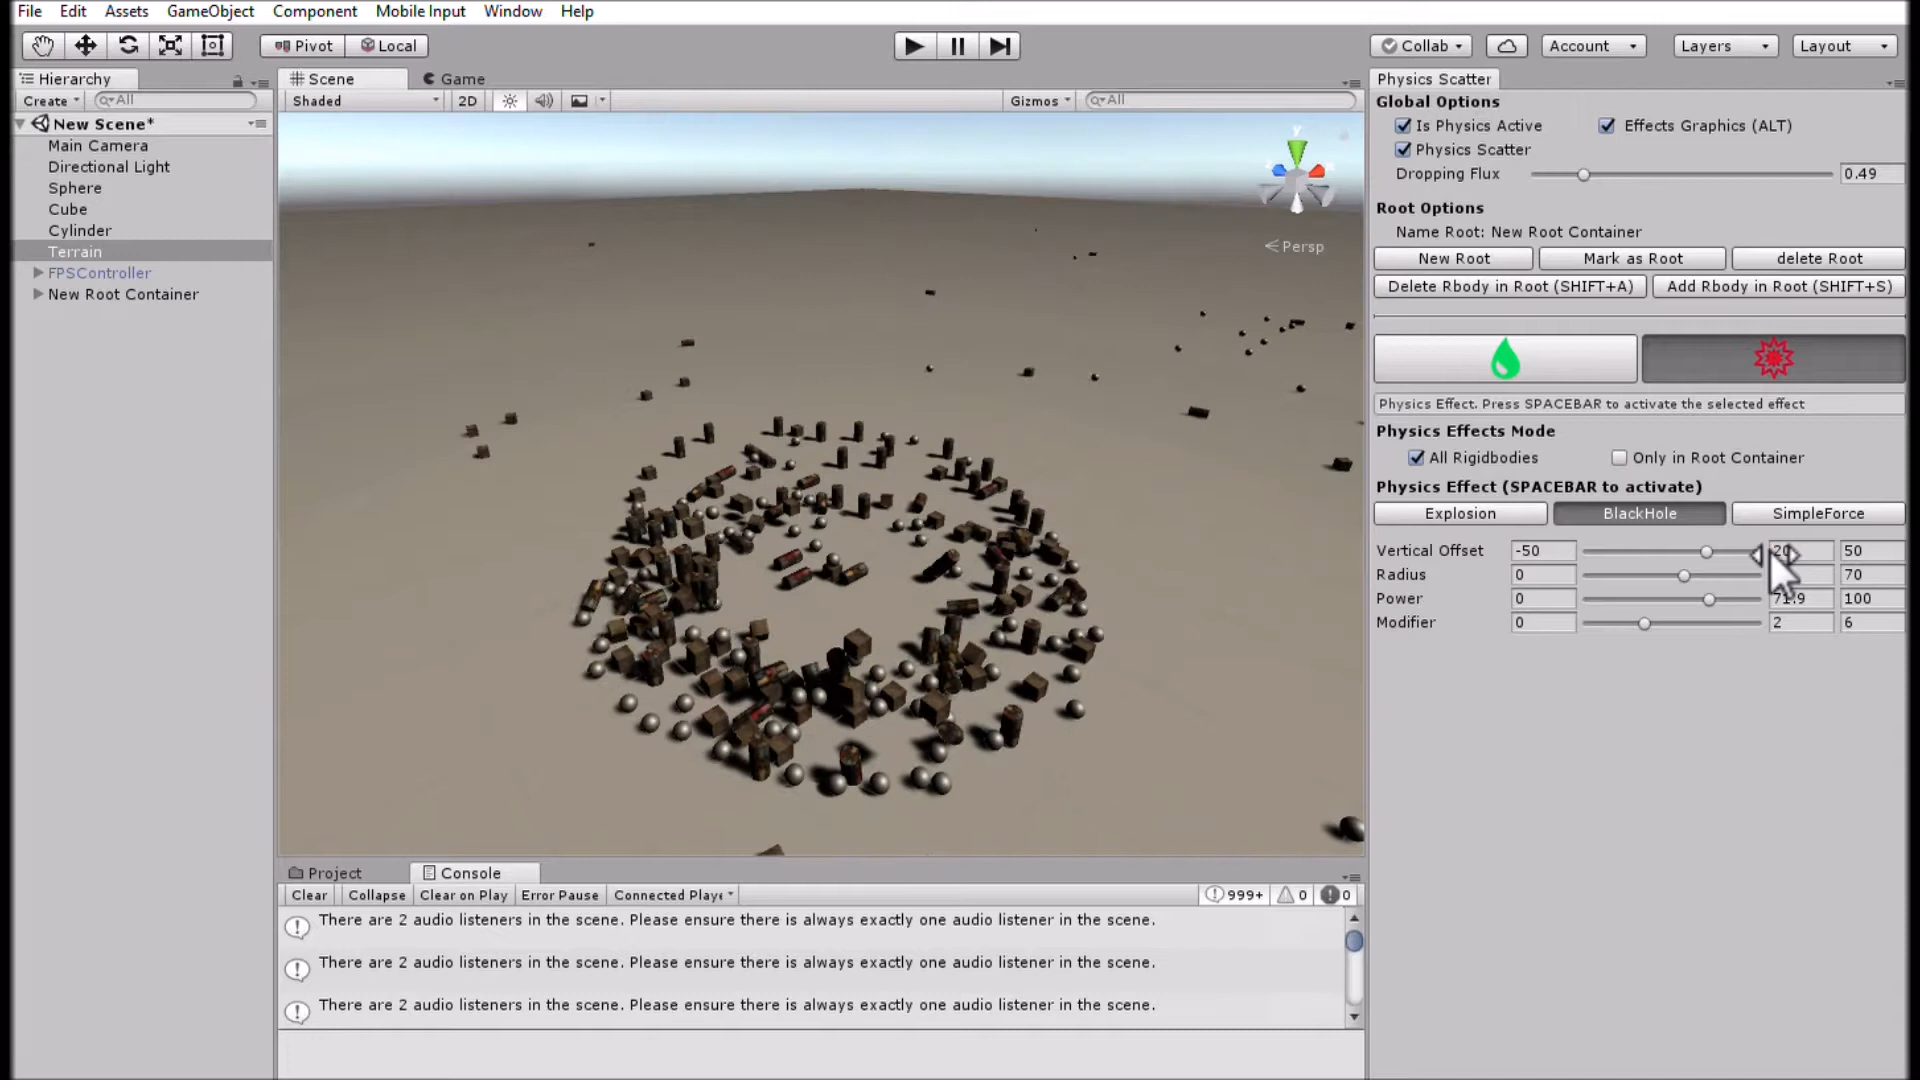 File Edit Assets GameObject Component Mobile Input Window Help
Pivot Local Collab Account Layers Layout
Hierarchy
Create All
New Scene*
Main Camera
Directional Light
Sphere
Cube
Cylinder
Terrain
FPSController
New Root Container
Scene Game
Shaded 2D Gizmos All
y
Persp
Project Console
Clear Collapse Clear on Play Error Pause Connected Playe 999+ 0 0
There are 2 audio listeners in the scene. Please ensure there is always exactly one audio listener in the scene.
There are 2 audio listeners in the scene. Please ensure there is always exactly one audio listener in the scene.
There are 2 audio listeners in the scene. Please ensure there is always exactly one audio listener in the scene.
Physics Scatter
Global Options
Is Physics Active Effects Graphics (ALT)
Physics Scatter
Dropping Flux 0.49
Root Options
Name Root: New Root Container
New Root Mark as Root delete Root
Delete Rbody in Root (SHIFT+A) Add Rbody in Root (SHIFT+S)
Physics Effect. Press SPACEBAR to activate the selected effect
Physics Effects Mode
All Rigidbodies Only in Root Container
Physics Effect (SPACEBAR to activate)
Explosion BlackHole SimpleForce
Vertical Offset -50 50
Radius 0 70
Power 0 71.9 100
Modifier 0 2 6